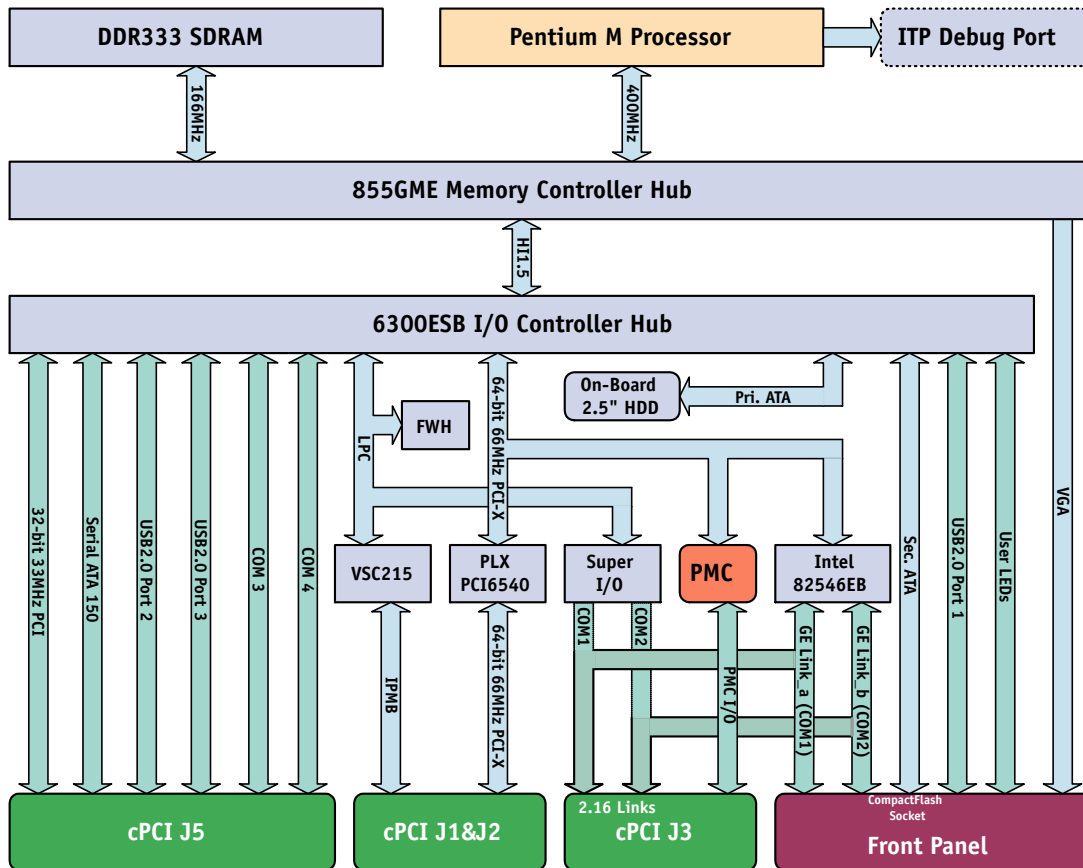 DDR333 SDRAM
Pentium M Processor
ITP Debug Port
166MHz
400MHz
855GME Memory Controller Hub
HI1.5
6300ESB I/O Controller Hub
On-Board
2.5" HDD
Pri. ATA
FWH
LPC
64-bit 66MHz PCI-X
VGA
32-bit 33MHz PCI
Serial ATA 150
USB2.0 Port 2
USB2.0 Port 3
COM 3
COM 4
VSC215
PLX
PCI6540
Super
I/O
PMC
Intel
82546EB
Sec. ATA
USB2.0 Port 1
User LEDs
IPMB
64-bit 66MHz PCI-X
COM1
COM2
PMC I/O
GE Link_a (COM1)
GE Link_b (COM2)
cPCI J5
cPCI J1&J2
2.16 Links
cPCI J3
CompactFlash
Socket
Front Panel